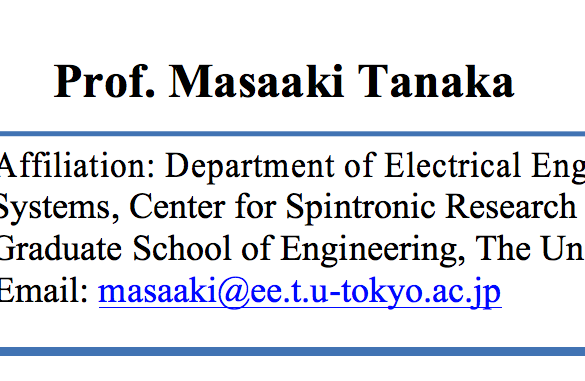 Prof. Masaaki Tanaka
Affiliation: Department of Electrical Eng
Systems, Center for Spintronic Research
Graduate School of Engineering, The Un
Email: masaaki@ee.t.u-tokyo.ac.jp